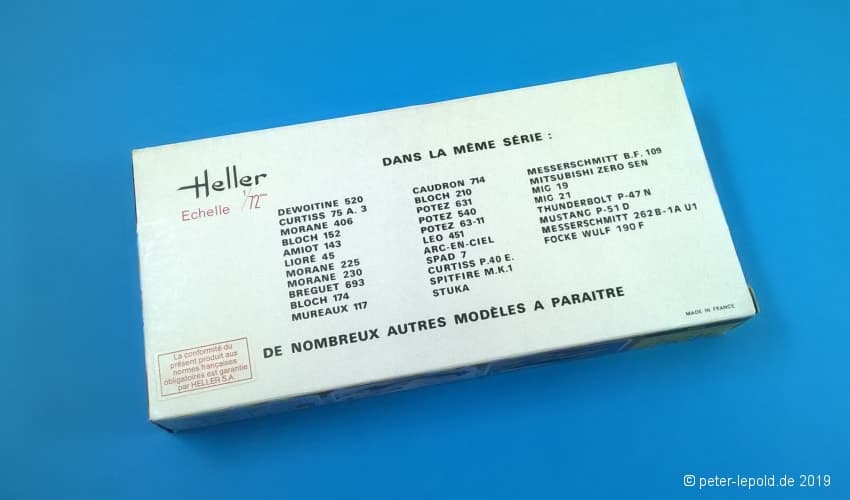 Heller
Echelle 1/72
DANS LA MÊME SÉRIE :
DEWOITINE 520
CURTISS 75 A. 3
MORANE 406
BLOCH 152
AMIOT 143
LIORÉ 45
MORANE 225
MORANE 230
BREGUET 693
BLOCH 174
MUREAUX 117
CAUDRON 714
BLOCH 210
POTEZ 631
POTEZ 540
POTEZ 63-11
LEO 451
ARC-EN-CIEL
SPAD 7
CURTISS P.40 E.
SPITFIRE M.K.1
STUKA
MESSERSCHMITT B.F. 109
MITSUBISHI ZERO SEN
MIG 19
MIG 21
THUNDERBOLT P-47 N
MUSTANG P-51 D
MESSERSCHMITT 262 B-1A U1
FOCKE WULF 190 F
DE NOMBREUX AUTRES MODÈLES A PARAITRE
MADE IN FRANCE
La conformité du
présent produit aux
normes françaises
obligatoires est garantie
par HELLER S.A.
© peter-lepold.de 2019